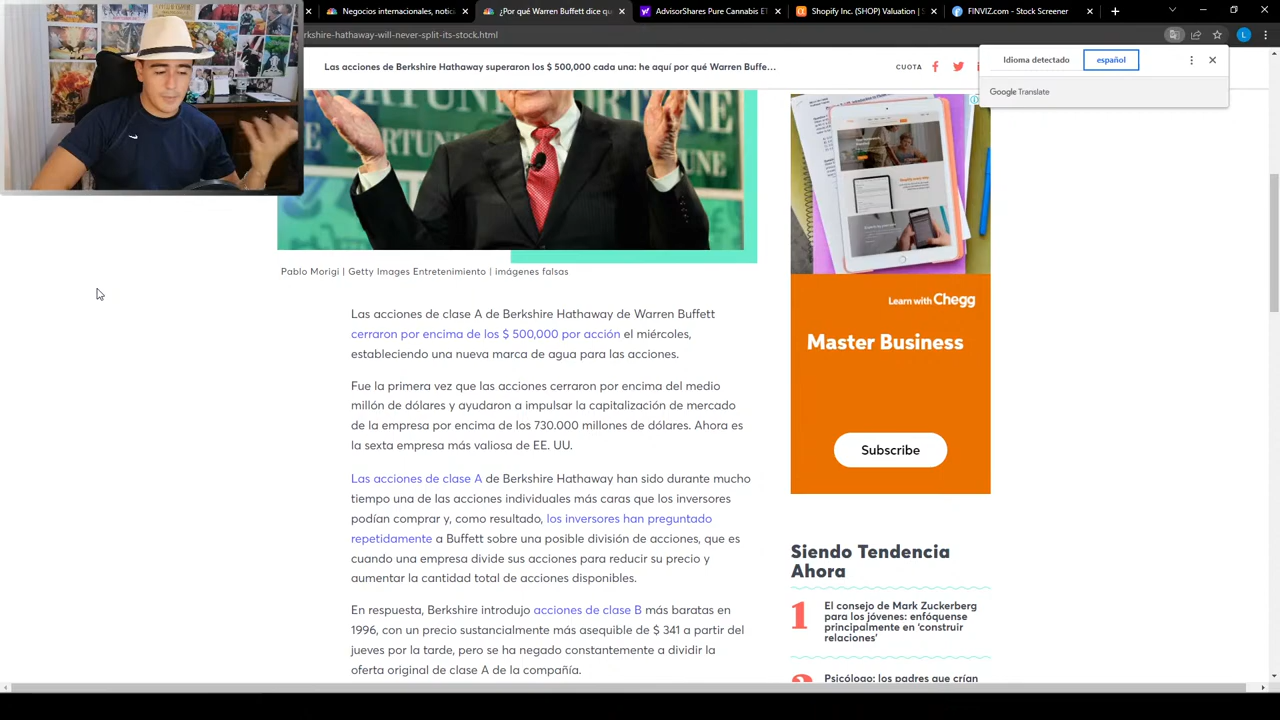 Negocios internacionales, notic
¿Por qué Warren Buffett dice qu
AdvisorShares Pure Cannabis E
Shopify Inc. (SHOP) Valuation |
FINVIZ.com - Stock Screener
rkshire-hathaway-will-never-split-its-stock.html
L
Las acciones de Berkshire Hathaway superaron los $ 500,000 cada una: he aquí por qué Warren Buffe…
CUOTA
Idioma detectado
español
Google Translate
FORTUNE
Pablo Morigi | Getty Images Entretenimiento | imágenes falsas
Las acciones de clase A de Berkshire Hathaway de Warren Buffett
cerraron por encima de los $ 500,000 por acción el miércoles,
estableciendo una nueva marca de agua para las acciones.
Fue la primera vez que las acciones cerraron por encima del medio
millón de dólares y ayudaron a impulsar la capitalización de mercado
de la empresa por encima de los 730.000 millones de dólares. Ahora es
la sexta empresa más valiosa de EE. UU.
Las acciones de clase A de Berkshire Hathaway han sido durante mucho
tiempo una de las acciones individuales más caras que los inversores
podían comprar y, como resultado, los inversores han preguntado
repetidamente a Buffett sobre una posible división de acciones, que es
cuando una empresa divide sus acciones para reducir su precio y
aumentar la cantidad total de acciones disponibles.
En respuesta, Berkshire introdujo acciones de clase B más baratas en
1996, con un precio sustancialmente más asequible de $ 341 a partir del
jueves por la tarde, pero se ha negado constantemente a dividir la
oferta original de clase A de la compañía.
Learn with Chegg
Master Business
Subscribe
Siendo Tendencia
Ahora
1
El consejo de Mark Zuckerberg
para los jóvenes: enfóquense
principalmente en 'construir
relaciones'
Psicólogo: los padres que crían